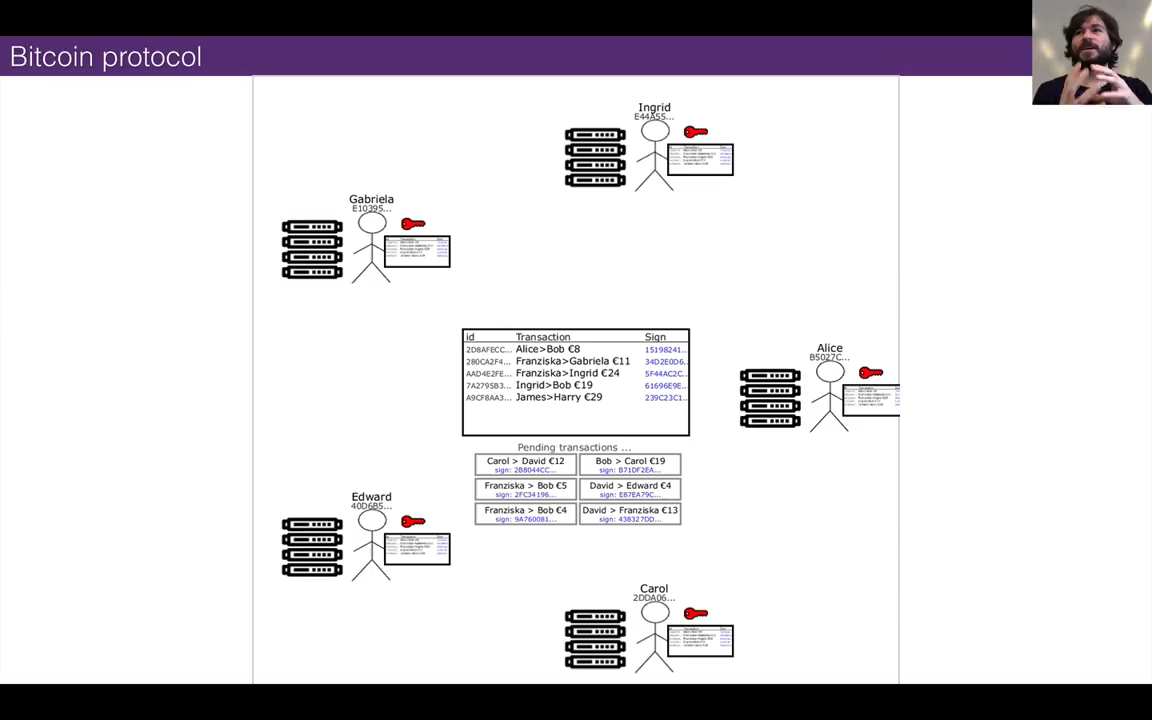 Bitcoin protocol
Ingrid
E44A55...
Gabriela
E10395...
id Transaction Sign
2D8AFECC... Alice>Bob €8 15198241..
280CA2F4... Franziska>Gabriela €11 34D2E0D6..
AAD4E2FE... Franziska>Ingrid €24 5F44AC2C..
7A2795B3... Ingrid>Bob €19 61696E9E..
A9CF8AA3... James>Harry €29 239C23C1..
Alice
B5027C...
Pending transactions ...
Carol > David €12
sign: 2B8044CC...
Bob > Carol €19
sign: B71DF2EA...
Franziska > Bob €5
sign: 2FC34196...
David > Edward €4
sign: E87EA79C...
Franziska > Bob €4
sign: 9A760081...
David > Franziska €13
sign: 438327DD...
Edward
40D6B5...
Carol
2DDA06...